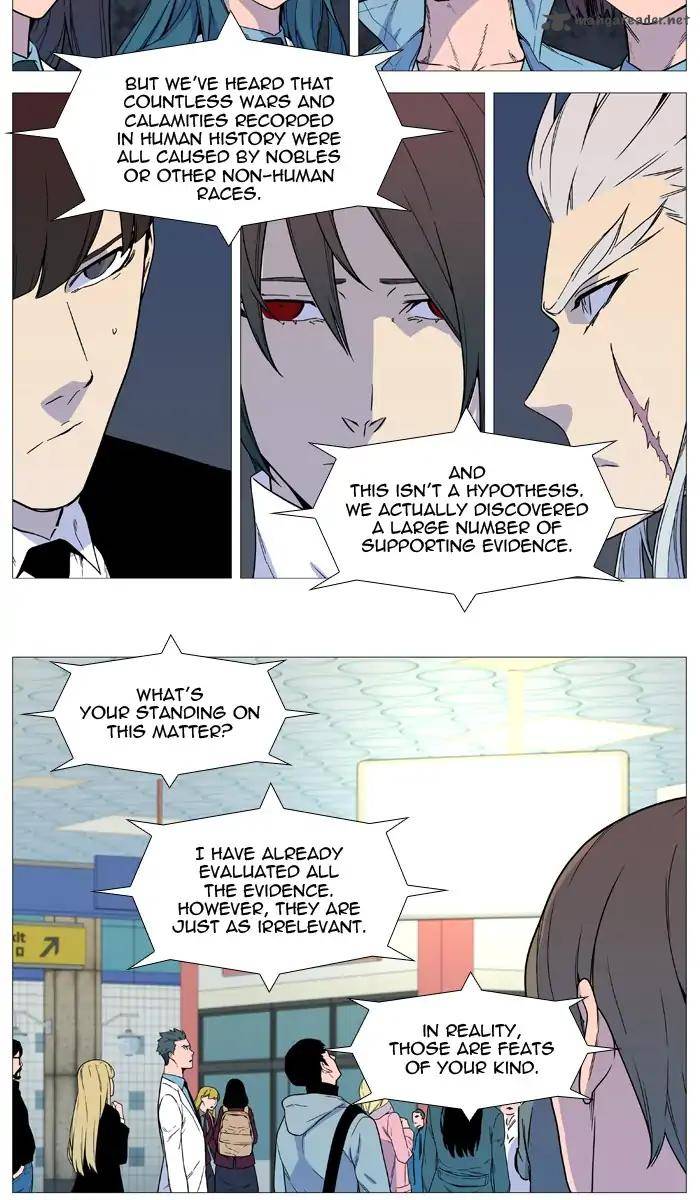 mangareader.net
BUT WE'VE HEARD THAT
COUNTLESS WARS AND
CALAMITIES RECORDED
IN HUMAN HISTORY WERE
ALL CAUSED BY NOBLES
OR OTHER NON-HUMAN
RACES.
AND
THIS ISN'T A HYPOTHESIS.
WE ACTUALLY DISCOVERED
A LARGE NUMBER OF
SUPPORTING EVIDENCE.
WHAT'S
YOUR STANDING ON
THIS MATTER?
I HAVE ALREADY
EVALUATED ALL
THE EVIDENCE.
HOWEVER, THEY ARE
JUST AS IRRELEVANT.
IN REALITY,
THOSE ARE FEATS
OF YOUR KIND.